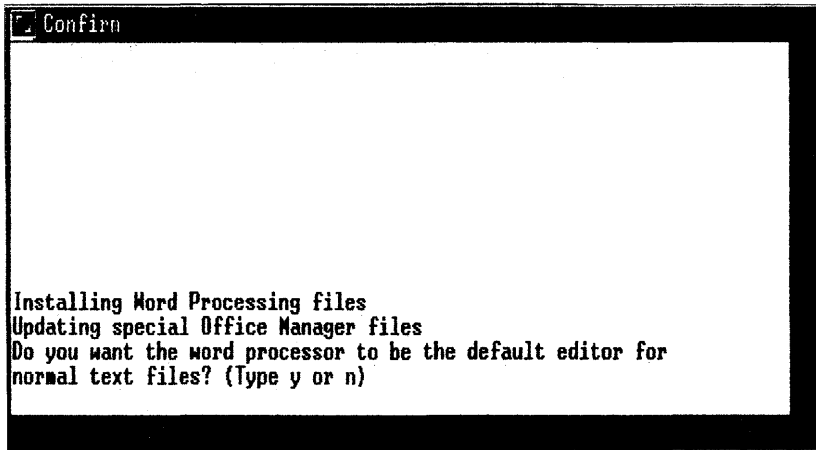 Confirm
Installing Word Processing files
Updating special Office Manager files
Do you want the word processor to be the default editor for
normal text files? (Type y or n)